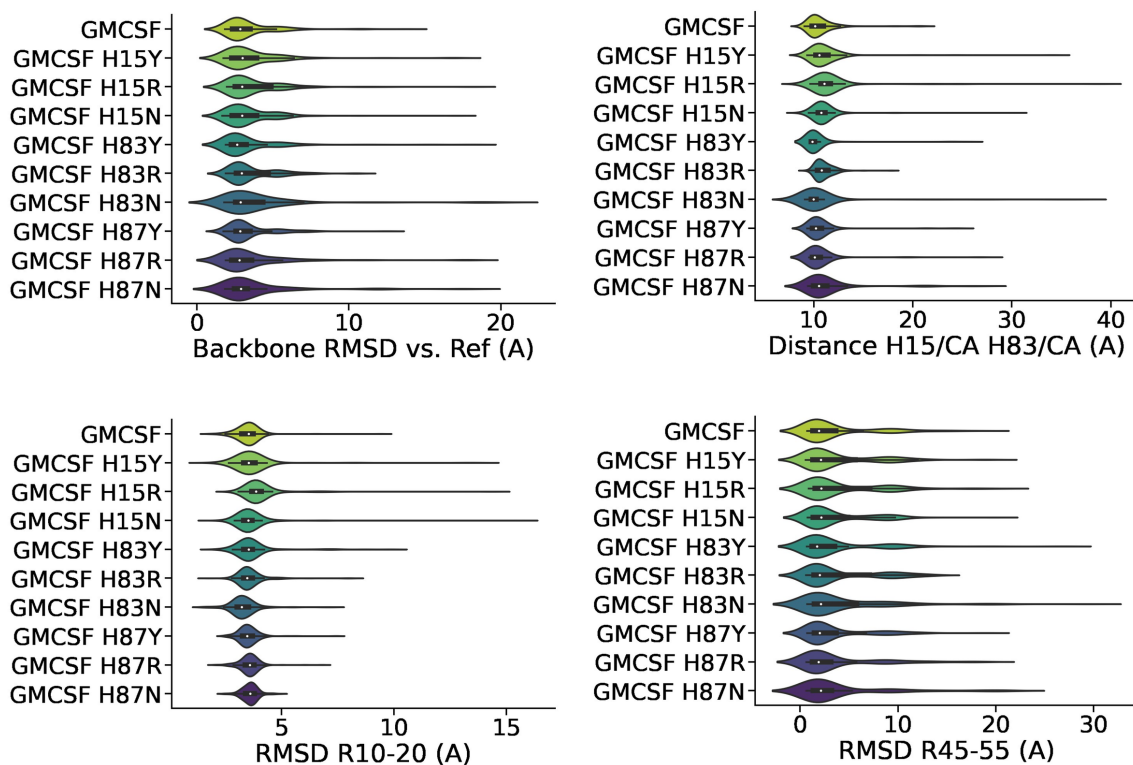 GMCSF
GMCSF H15Y
GMCSF H15R
GMCSF H15N
GMCSF H83Y
GMCSF H83R
GMCSF H83N
GMCSF H87Y
GMCSF H87R
GMCSF H87N
0 10 20
Backbone RMSD vs. Ref (A)
GMCSF
GMCSF H15Y
GMCSF H15R
GMCSF H15N
GMCSF H83Y
GMCSF H83R
GMCSF H83N
GMCSF H87Y
GMCSF H87R
GMCSF H87N
10 20 30 40
Distance H15/CA H83/CA (A)
GMCSF
GMCSF H15Y
GMCSF H15R
GMCSF H15N
GMCSF H83Y
GMCSF H83R
GMCSF H83N
GMCSF H87Y
GMCSF H87R
GMCSF H87N
5 10 15
RMSD R10-20 (A)
GMCSF
GMCSF H15Y
GMCSF H15R
GMCSF H15N
GMCSF H83Y
GMCSF H83R
GMCSF H83N
GMCSF H87Y
GMCSF H87R
GMCSF H87N
0 10 20 30
RMSD R45-55 (A)